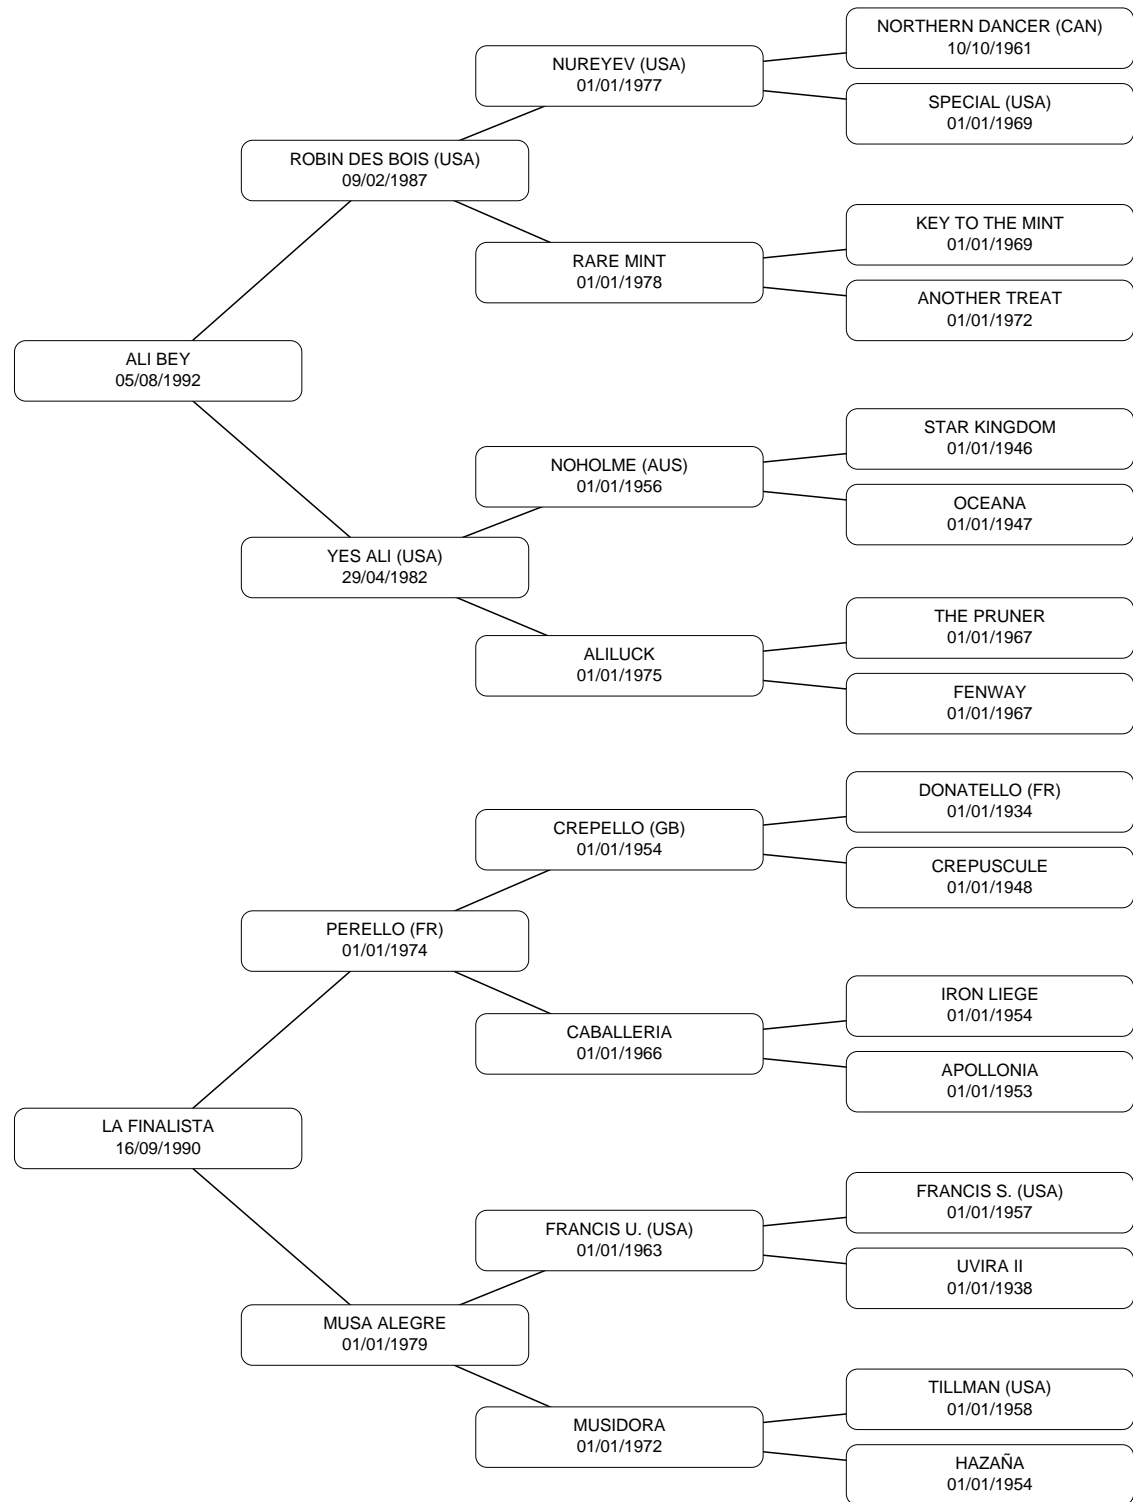 NORTHERN DANCER (CAN)
10/10/1961
NUREYEV (USA)
01/01/1977
SPECIAL (USA)
01/01/1969
ROBIN DES BOIS (USA)
09/02/1987
KEY TO THE MINT
01/01/1969
RARE MINT
01/01/1978
ANOTHER TREAT
01/01/1972
ALI BEY
05/08/1992
STAR KINGDOM
01/01/1946
NOHOLME (AUS)
01/01/1956
OCEANA
01/01/1947
YES ALI (USA)
29/04/1982
THE PRUNER
01/01/1967
ALILUCK
01/01/1975
FENWAY
01/01/1967
DONATELLO (FR)
01/01/1934
CREPELLO (GB)
01/01/1954
CREPUSCULE
01/01/1948
PERELLO (FR)
01/01/1974
IRON LIEGE
01/01/1954
CABALLERIA
01/01/1966
APOLLONIA
01/01/1953
LA FINALISTA
16/09/1990
FRANCIS S. (USA)
01/01/1957
FRANCIS U. (USA)
01/01/1963
UVIRA II
01/01/1938
MUSA ALEGRE
01/01/1979
TILLMAN (USA)
01/01/1958
MUSIDORA
01/01/1972
HAZAÑA
01/01/1954